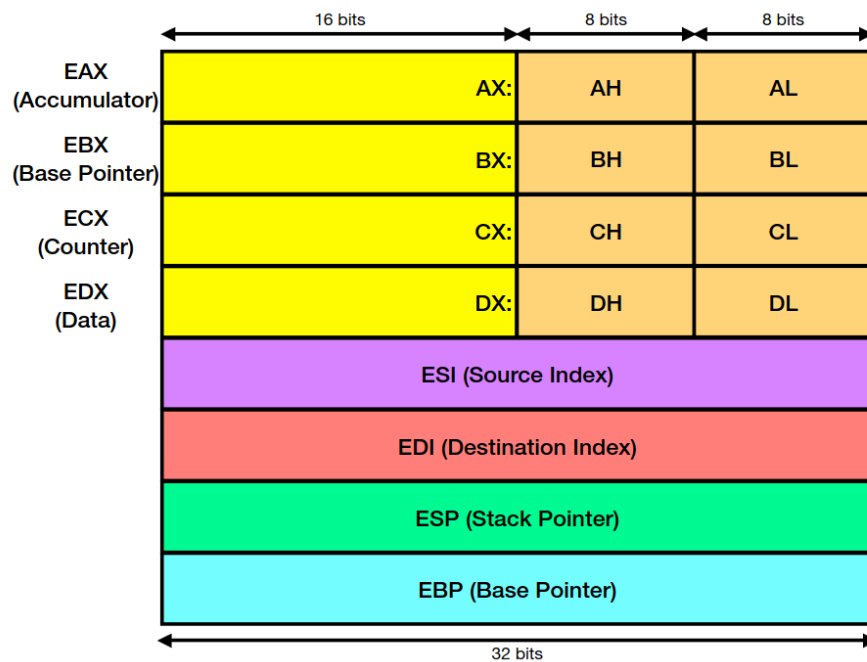 16 bits 8 bits 8 bits
EAX
(Accumulator)
AX: AH AL
EBX
(Base Pointer)
BX: BH BL
ECX
(Counter)
CX: CH CL
EDX
(Data)
DX: DH DL
ESI (Source Index)
EDI (Destination Index)
ESP (Stack Pointer)
EBP (Base Pointer)
32 bits